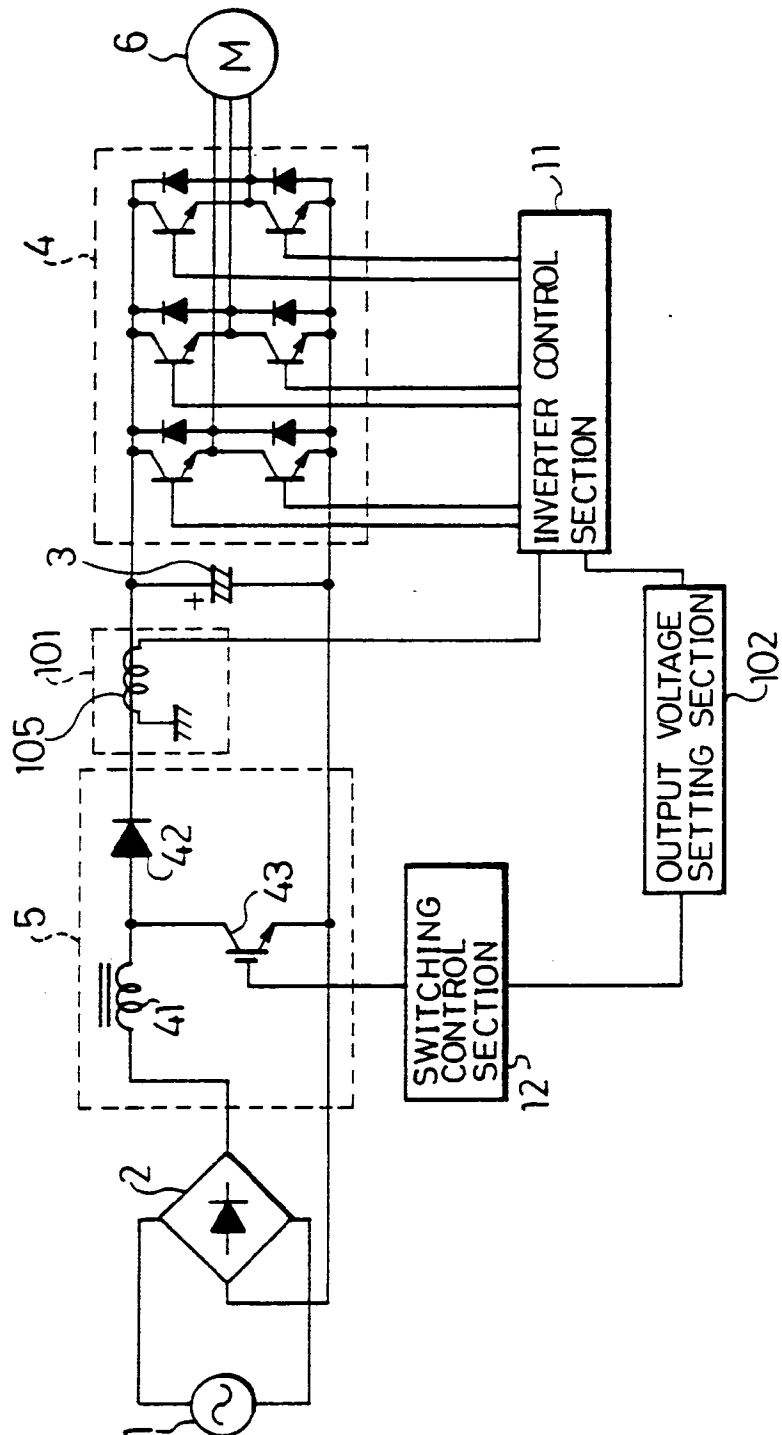 1
2
5
41
42
43
105
101
3
+
4
6
M
SWITCHING
CONTROL
SECTION
12
OUTPUT VOLTAGE
SETTING SECTION
102
INVERTER CONTROL
SECTION
11